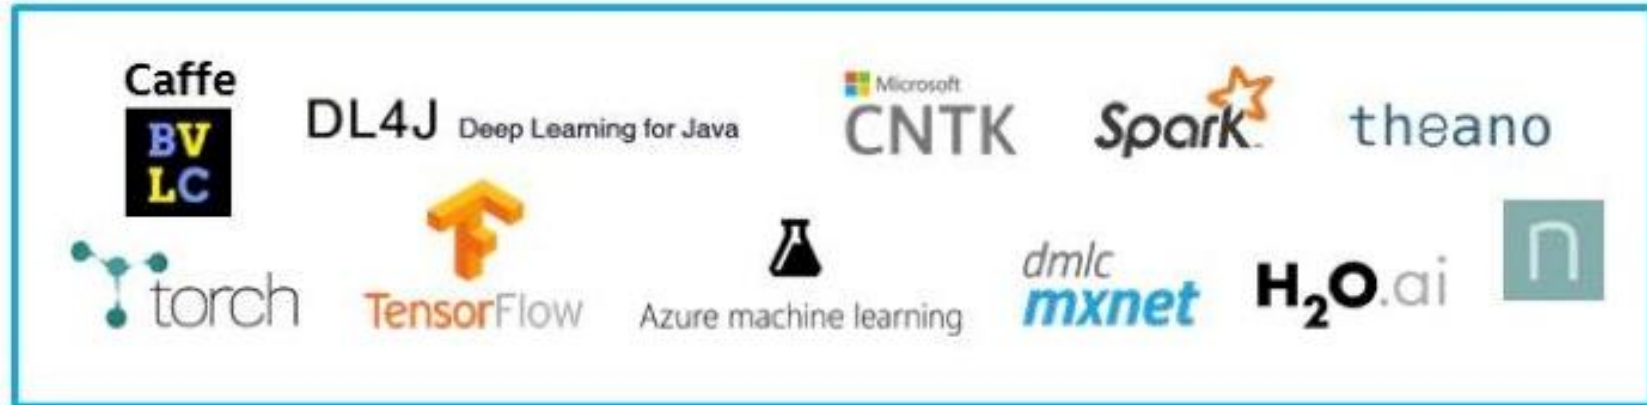 Caffe
BV
LC
DL4J Deep Learning for Java
Microsoft
CNTK
Spark
theano
torch
TensorFlow
Azure machine learning
dmlc
mxnet
H₂O.ai
n